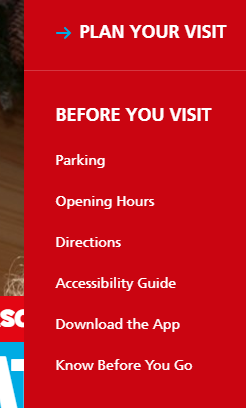 PLAN YOUR VISIT
BEFORE YOU VISIT
Parking
Opening Hours
Directions
Accessibility Guide
Download the App
Know Before You Go